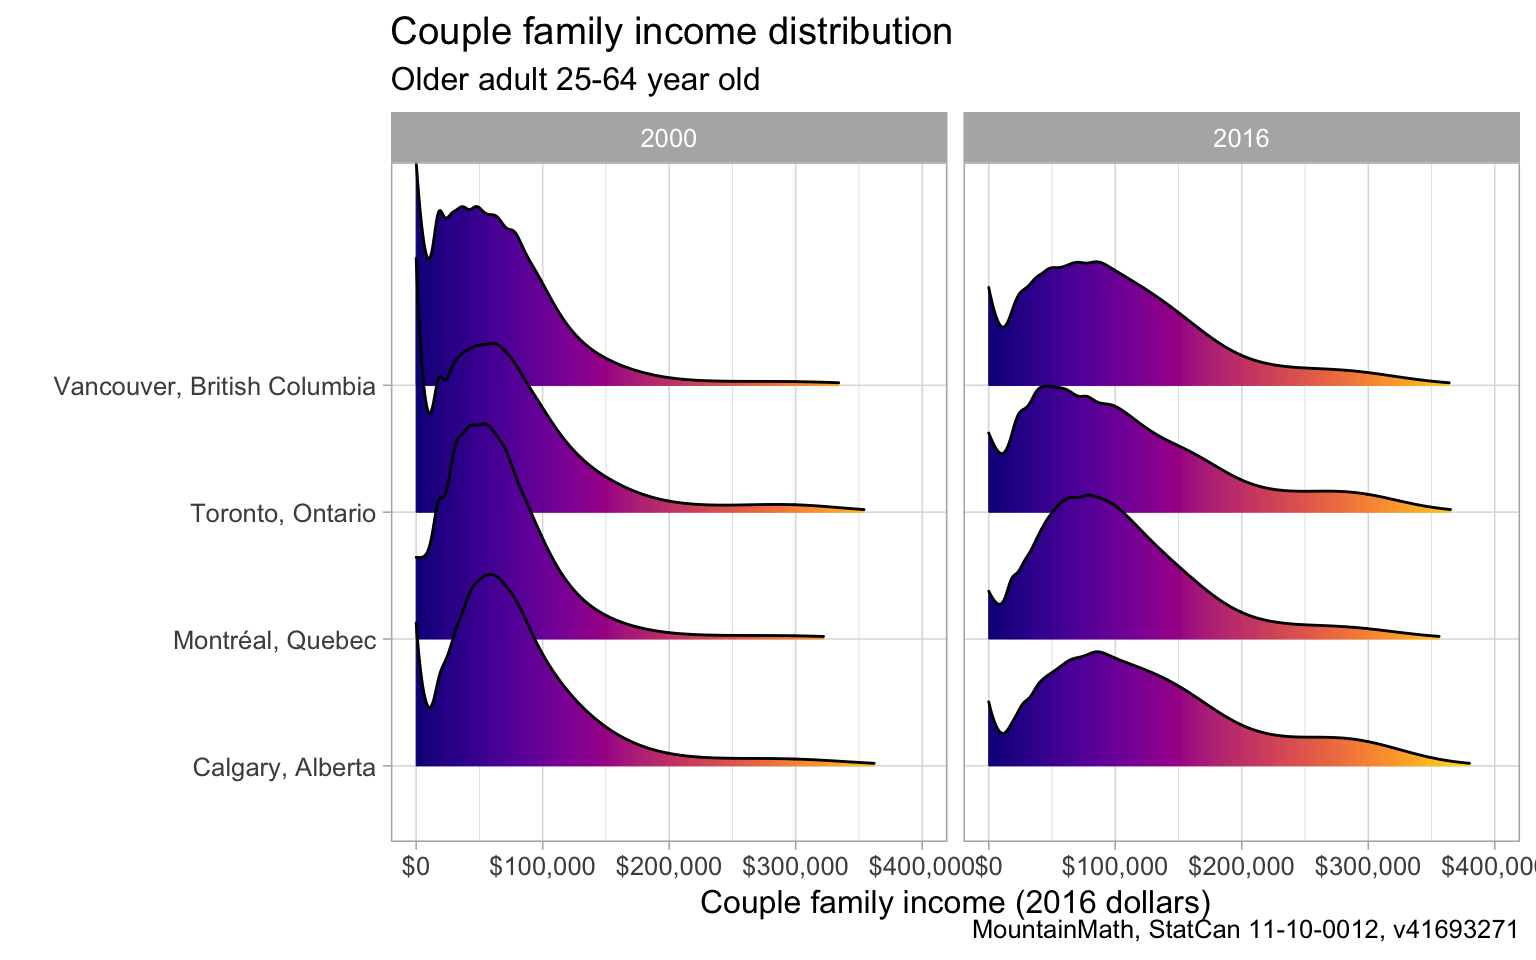 Couple family income distribution
Older adult 25-64 year old
2000 2016
Vancouver, British Columbia
Toronto, Ontario
Montréal, Quebec
Calgary, Alberta
$0 $100,000 $200,000 $300,000 $400,000 $0 $100,000 $200,000 $300,000 $400,00
Couple family income (2016 dollars)
MountainMath, StatCan 11-10-0012, v41693271